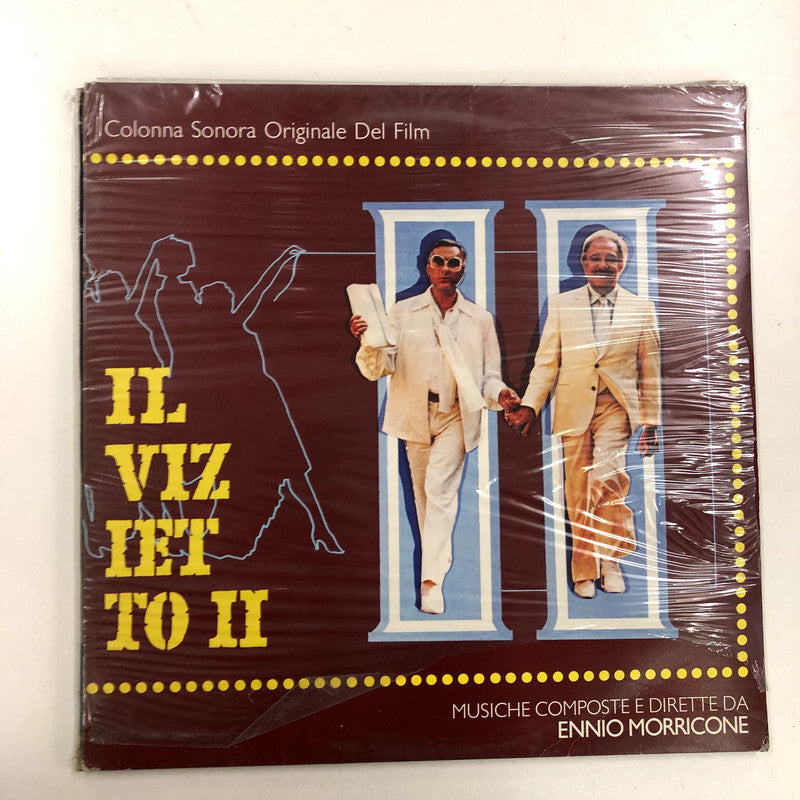 Colonna Sonora Originale Del Film
IL
VIZ
IET
TO II
MUSICHE COMPOSTE E DIRETTE DA
ENNIO MORRICONE